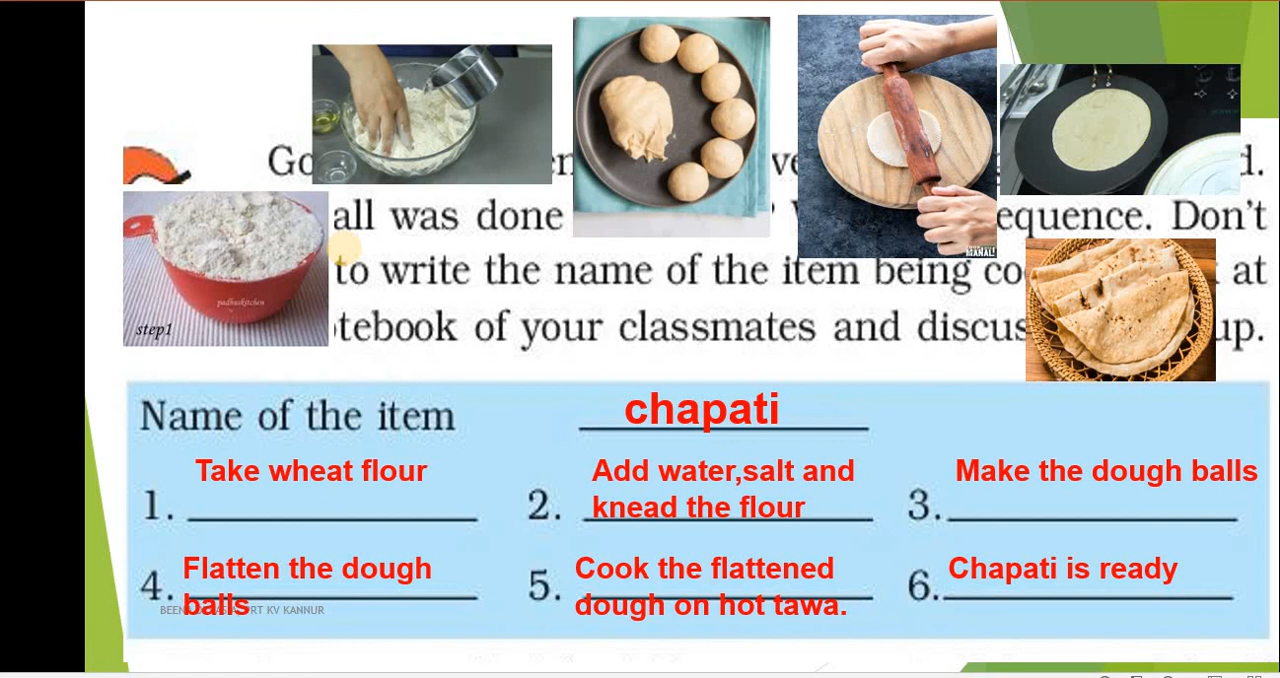 Go
d.
all was done
equence. Don't
to write the name of the item being
at
of your classmates and
up.
step1
padhuskitchen
MANALI
Name of the item chapati
1. Take wheat flour
2. Add water,salt and
knead the flour
3. Make the dough balls
4. Flatten the dough
balls
5. Cook the flattened
dough on hot tawa.
6. Chapati is ready
KV KANNUR